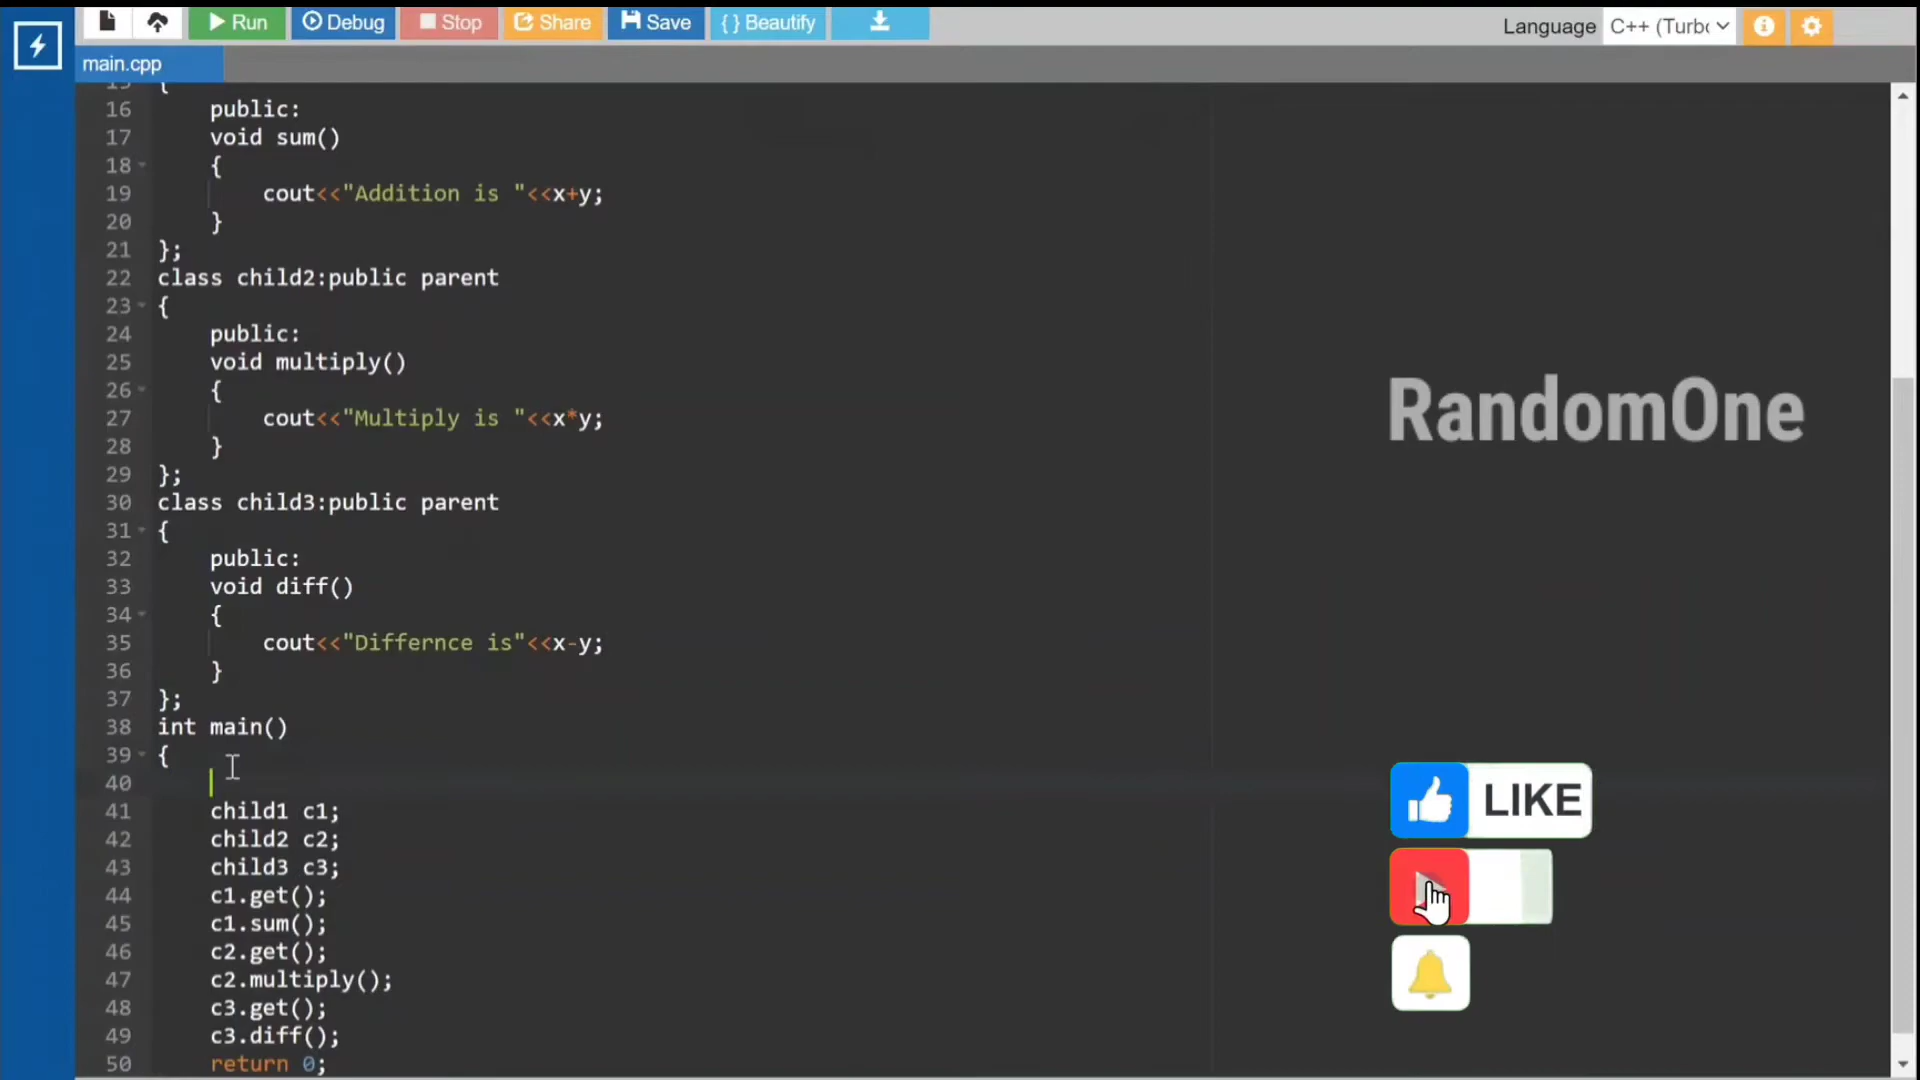 Run
Debug
Stop
Share
Save
{ } Beautify
Language
C++ (Turbo
main.cpp
15 {
16     public:
17     void sum()
18     {
19         cout<<"Addition is "<<x+y;
20     }
21 };
22 class child2:public parent
23 {
24     public:
25     void multiply()
26     {
27         cout<<"Multiply is "<<x*y;
28     }
29 };
30 class child3:public parent
31 {
32     public:
33     void diff()
34     {
35         cout<<"Differnce is"<<x-y;
36     }
37 };
38 int main()
39 {
40
41     child1 c1;
42     child2 c2;
43     child3 c3;
44     c1.get();
45     c1.sum();
46     c2.get();
47     c2.multiply();
48     c3.get();
49     c3.diff();
50     return 0;
RandomOne
LIKE